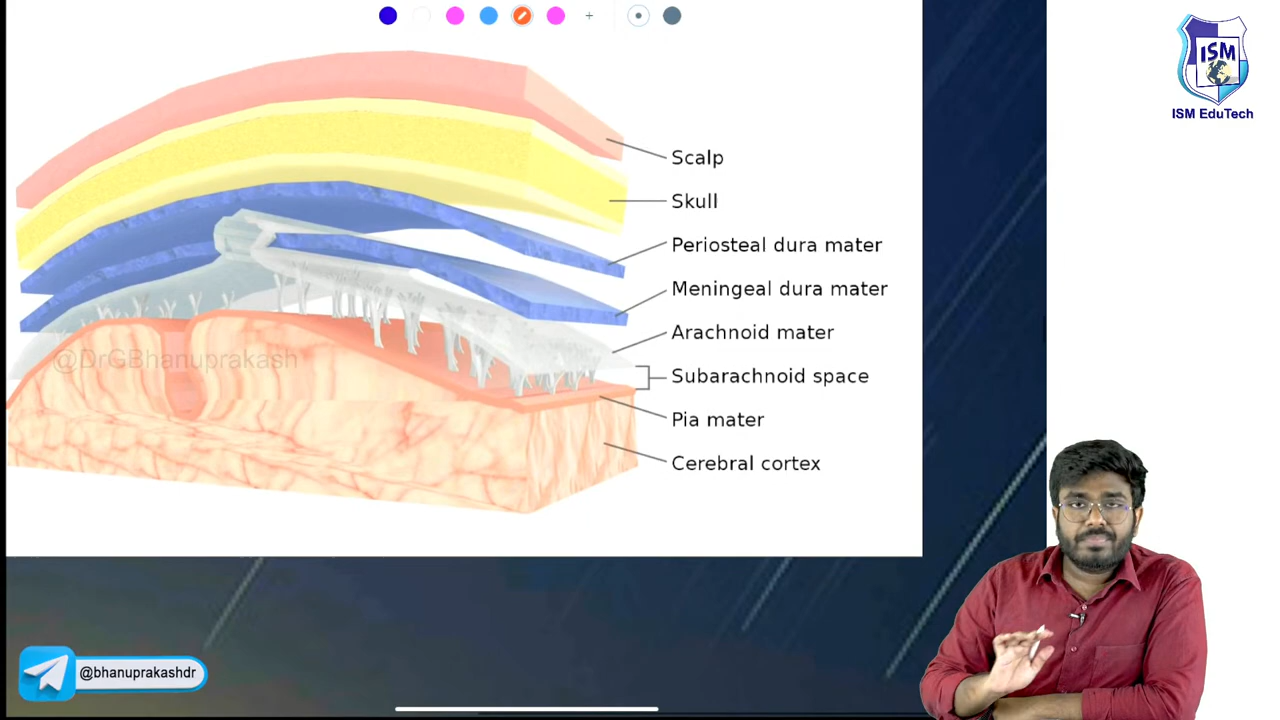 ISM
ISM EduTech
Scalp
Skull
Periosteal dura mater
Meningeal dura mater
Arachnoid mater
Subarachnoid space
Pia mater
Cerebral cortex
@DrGBhanuprakash
@bhanuprakashdr